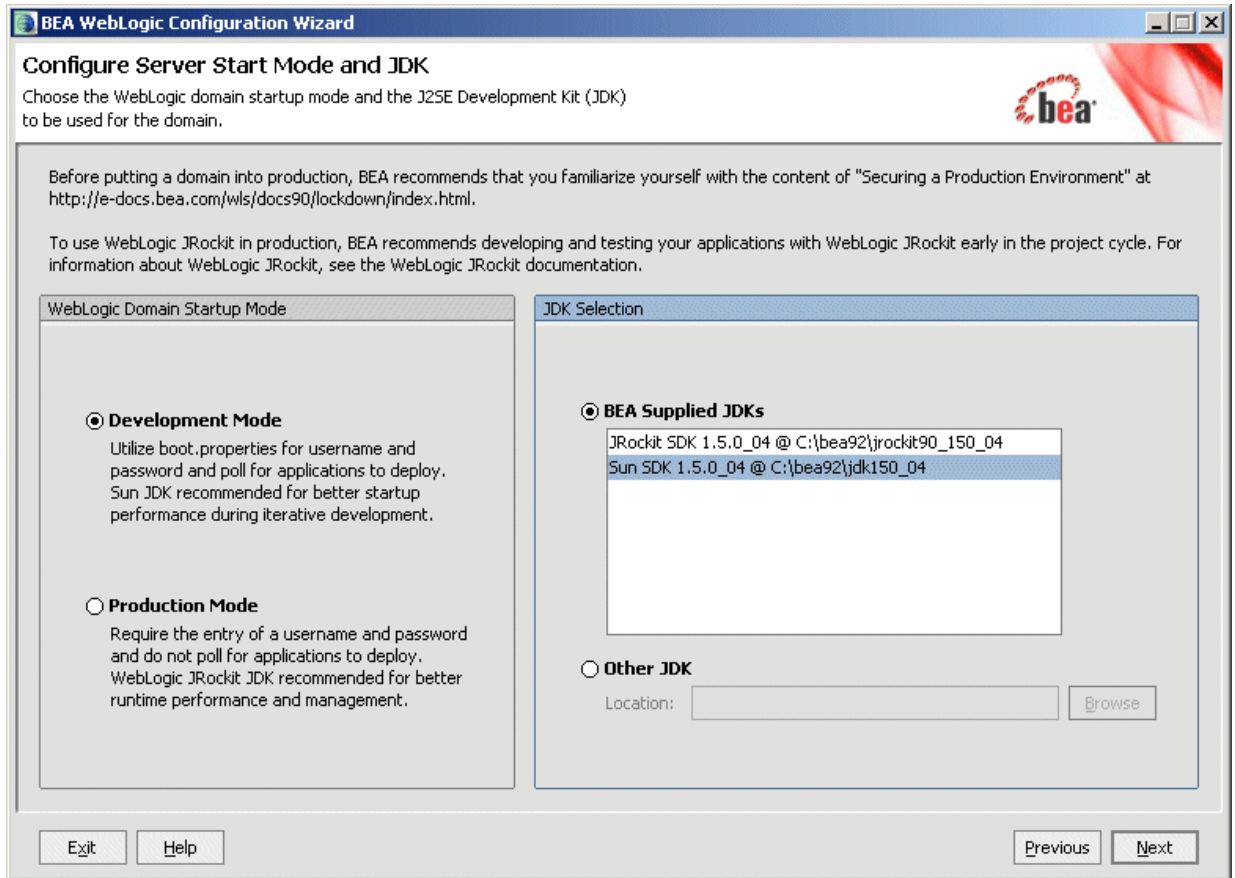 BEA WebLogic Configuration Wizard
Configure Server Start Mode and JDK
Choose the WebLogic domain startup mode and the J2SE Development Kit (JDK)
to be used for the domain.
bea
Before putting a domain into production, BEA recommends that you familiarize yourself with the content of "Securing a Production Environment" at
http://e-docs.bea.com/wls/docs90/lockdown/index.html.
To use WebLogic JRockit in production, BEA recommends developing and testing your applications with WebLogic JRockit early in the project cycle. For
information about WebLogic JRockit, see the WebLogic JRockit documentation.
WebLogic Domain Startup Mode
Development Mode
Utilize boot.properties for username and
password and poll for applications to deploy.
Sun JDK recommended for better startup
performance during iterative development.
Production Mode
Require the entry of a username and password
and do not poll for applications to deploy.
WebLogic JRockit JDK recommended for better
runtime performance and management.
JDK Selection
BEA Supplied JDKs
JRockit SDK 1.5.0_04 @ C:\bea92\jrockit90_150_04
Sun SDK 1.5.0_04 @ C:\bea92\jdk150_04
Other JDK
Location:
Browse
Exit
Help
Previous
Next